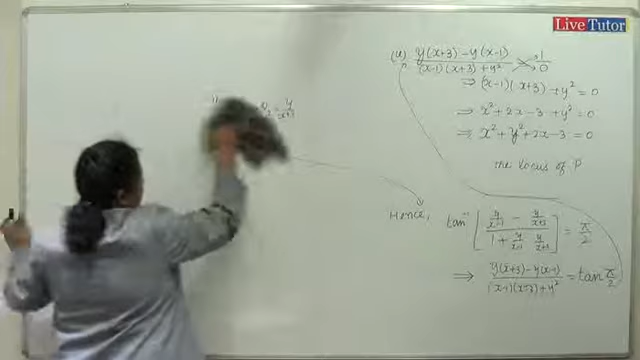 Live Tutor
y(x+3) - y(x-1) / (x-1)(x+3) + y² = 1/0
⇒ (x-1)(x+3) + y² = 0
⇒ x² + 2x - 3 + y² = 0
⇒ x² + y² + 2x - 3 = 0
The locus of P
Hence,
tan⁻¹ [ (y/(x-1) - y/(x+3)) / (1 + y/(x-1) y/(x+3)) ] = π/2
⇒ y(x+3) - y(x-1) / (x-1)(x+3) + y² = tan π/2